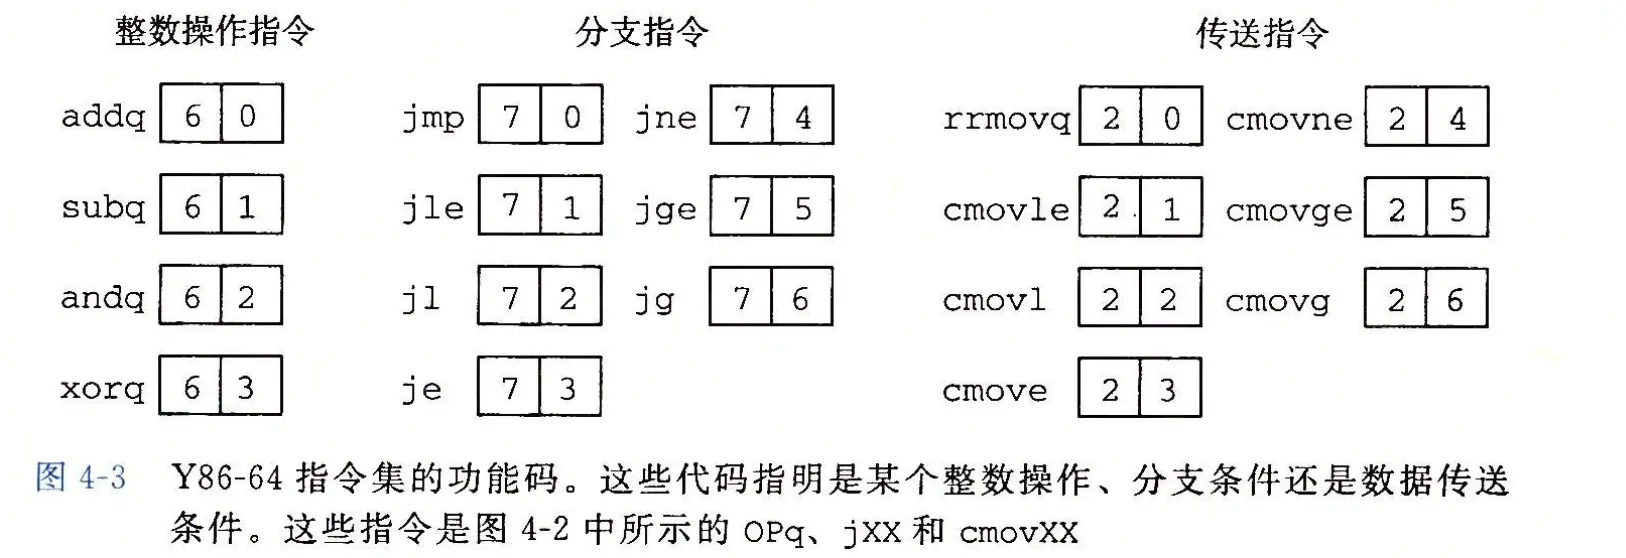 整数操作指令 分支指令 传送指令
addq 6 0 jmp 7 0 jne 7 4 rrmovq 2 0 cmovne 2 4
subq 6 1 jle 7 1 jge 7 5 cmovle 2 1 cmovge 2 5
andq 6 2 jl 7 2 jg 7 6 cmovl 2 2 cmovg 2 6
xorq 6 3 je 7 3 cmove 2 3
图 4-3 Y86-64 指令集的功能码。这些代码指明是某个整数操作、分支条件还是数据传送
条件。这些指令是图 4-2 中所示的 OPq、jXX 和 cmovXX